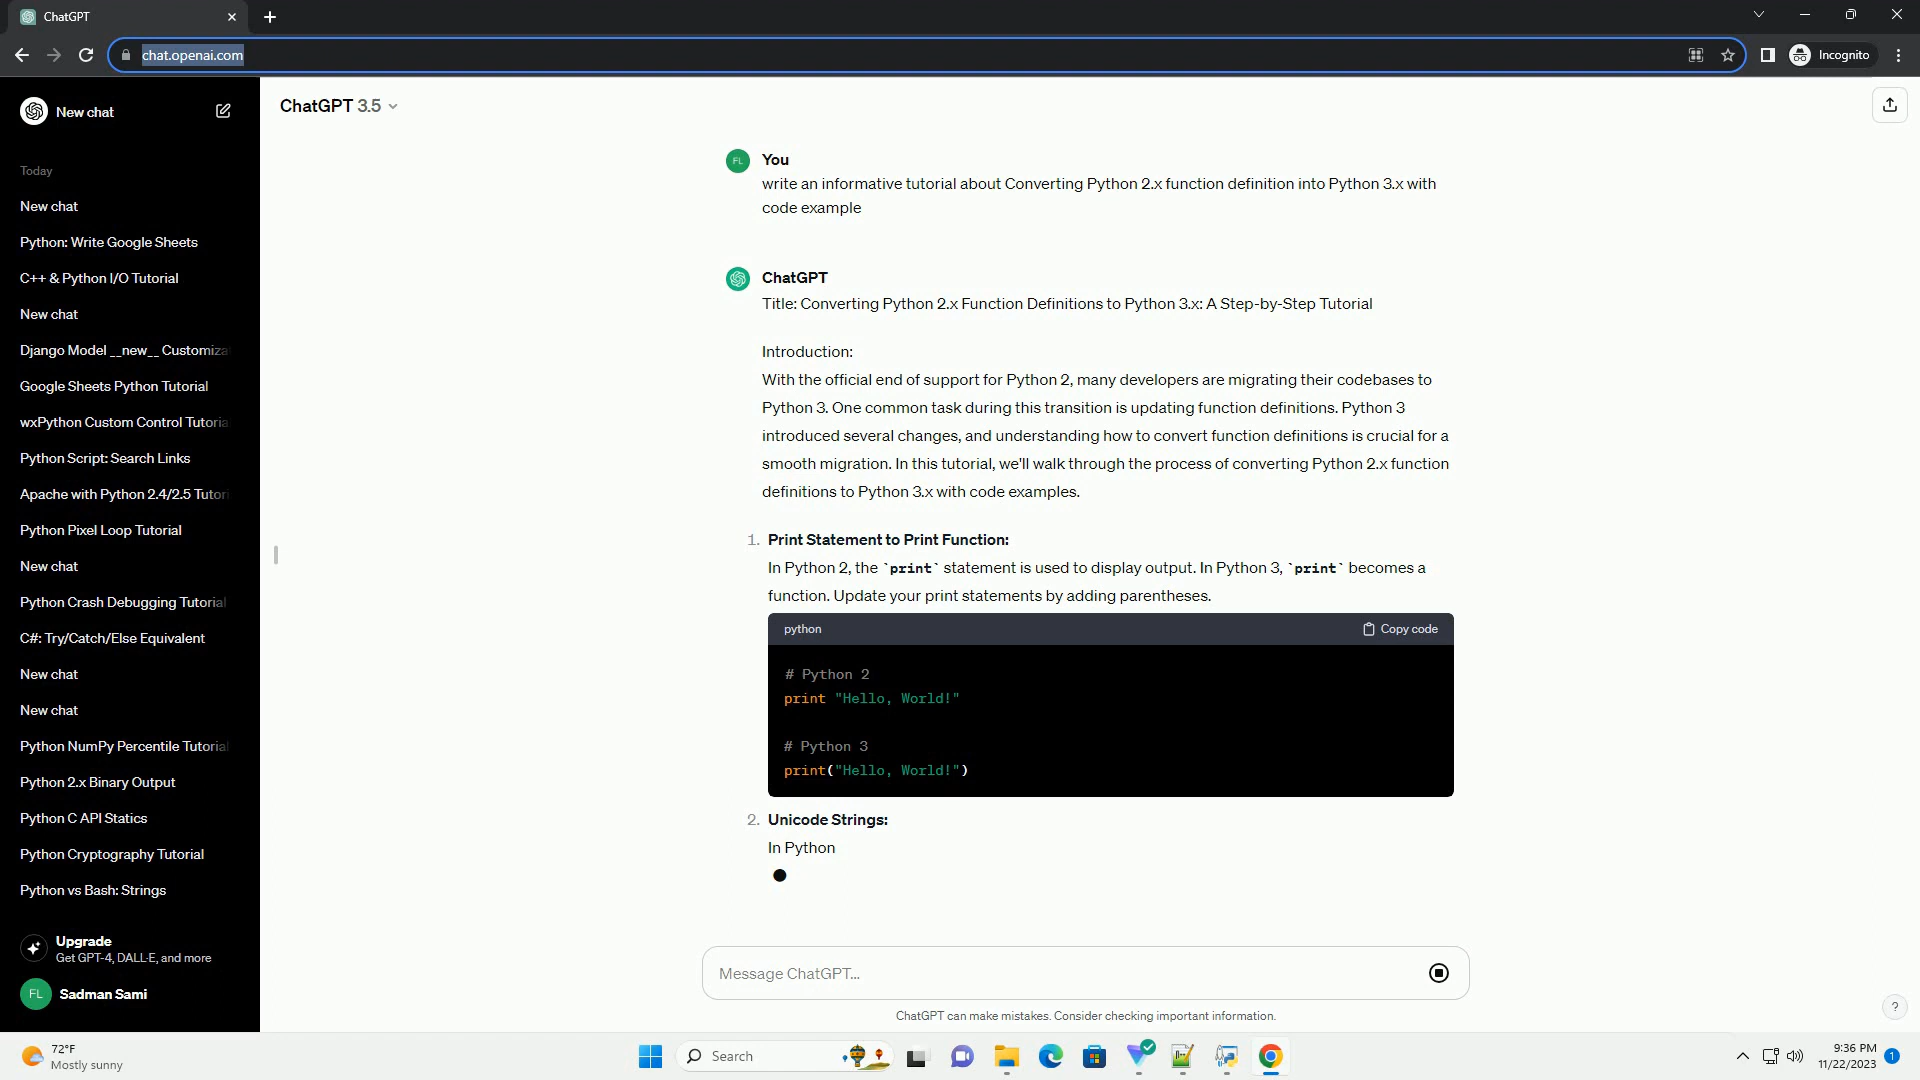 ChatGPT
chat.openai.com
Incognito
New chat
Today
New chat
Python: Write Google Sheets
C++ & Python I/O Tutorial
New chat
Django Model __new__ Customiza
Google Sheets Python Tutorial
wxPython Custom Control Tutoria
Python Script: Search Links
Apache with Python 2.4/2.5 Tutori
Python Pixel Loop Tutorial
New chat
Python Crash Debugging Tutorial
C#: Try/Catch/Else Equivalent
New chat
New chat
Python NumPy Percentile Tutorial
Python 2.x Binary Output
Python C API Statics
Python Cryptography Tutorial
Python vs Bash: Strings
Upgrade
Get GPT-4, DALL·E, and more
FL
Sadman Sami
ChatGPT 3.5
FL
You
write an informative tutorial about Converting Python 2.x function definition into Python 3.x with
code example
ChatGPT
Title: Converting Python 2.x Function Definitions to Python 3.x: A Step-by-Step Tutorial
Introduction:
With the official end of support for Python 2, many developers are migrating their codebases to
Python 3. One common task during this transition is updating function definitions. Python 3
introduced several changes, and understanding how to convert function definitions is crucial for a
smooth migration. In this tutorial, we'll walk through the process of converting Python 2.x function
definitions to Python 3.x with code examples.
1. Print Statement to Print Function:
In Python 2, the `print` statement is used to display output. In Python 3, `print` becomes a
function. Update your print statements by adding parentheses.
python
Copy code
# Python 2
print "Hello, World!"
# Python 3
print("Hello, World!")
2. Unicode Strings:
In Python
Message ChatGPT...
ChatGPT can make mistakes. Consider checking important information.
?
72°F
Mostly sunny
Search
9:36 PM
11/22/2023
1